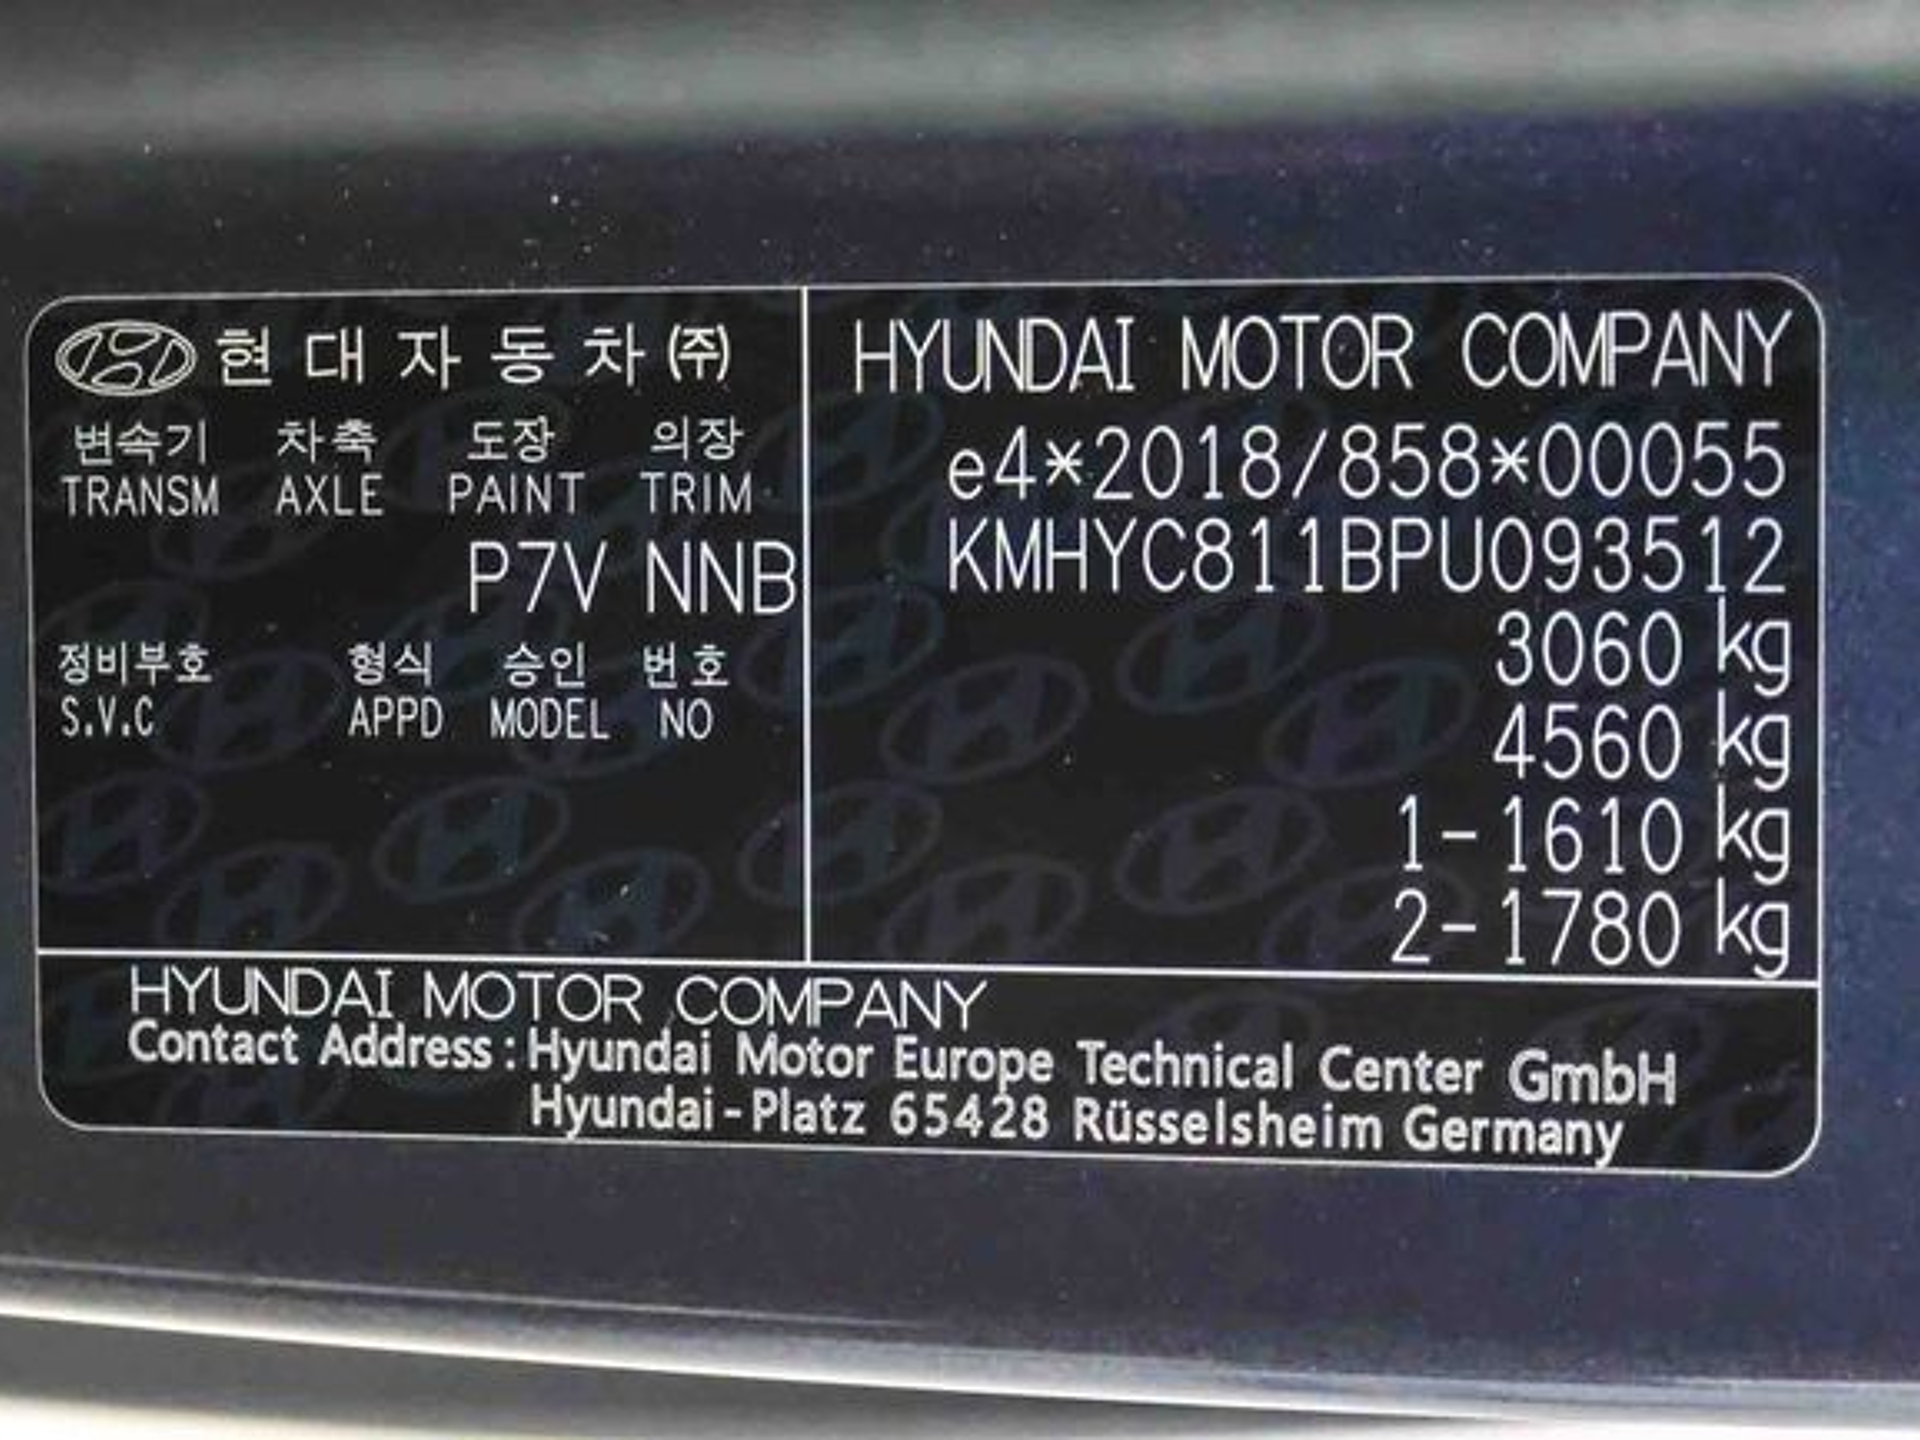 현대자동차㈜
변속기 차축 도장 의장
TRANSM AXLE PAINT TRIM
P7V NNB
정비부호 형식 승인 번호
S.V.C APPD MODEL NO
HYUNDAI MOTOR COMPANY
e4*2018/858*00055
KMHYC811BPU093512
3060 kg
4560 kg
1-1610 kg
2-1780 kg
HYUNDAI MOTOR COMPANY
Contact Address : Hyundai Motor Europe Technical Center GmbH
Hyundai-Platz 65428 Rüsselsheim Germany